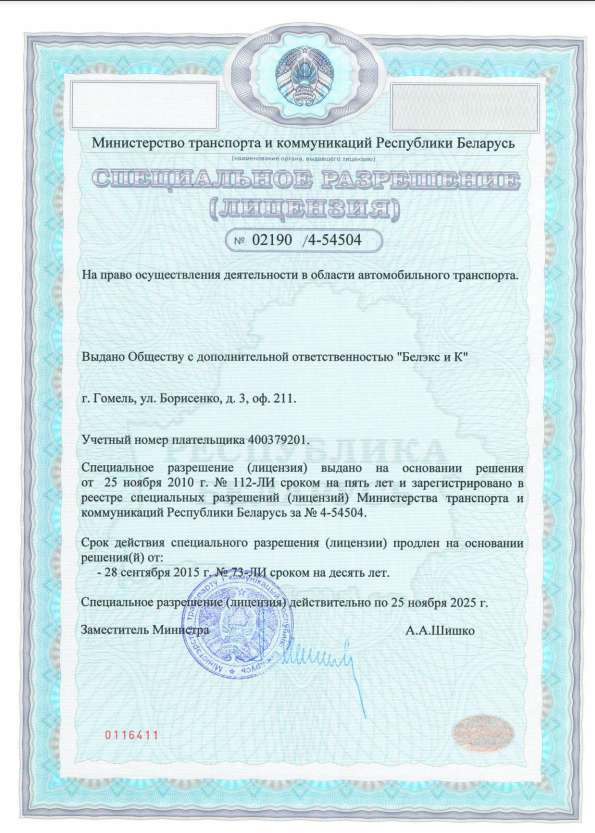 Министерство транспорта и коммуникаций Республики Беларусь
(наименование органа, выдавшего лицензию)
СПЕЦИАЛЬНОЕ РАЗРЕШЕНИЕ
(ЛИЦЕНЗИЯ)
№ 02190 /4-54504
На право осуществления деятельности в области автомобильного транспорта.
Выдано Обществу с дополнительной ответственностью "Белэкс и К"
г. Гомель, ул. Борисенко, д. 3, оф. 211.
Учетный номер плательщика 400379201.
РЕСПУБЛИКА
Специальное разрешение (лицензия) выдано на основании решения
от 25 ноября 2010 г. № 112-ЛИ сроком на пять лет и зарегистрировано в
реестре специальных разрешений (лицензий) Министерства транспорта и
коммуникаций Республики Беларусь за № 4-54504.
Срок действия специального разрешения (лицензии) продлен на основании
решения(й) от:
- 28 сентября 2015 г. № 73-ЛИ сроком на десять лет.
Специальное разрешение (лицензия) действительно по 25 ноября 2025 г.
Заместитель Министра А.А.Шишко
0116411